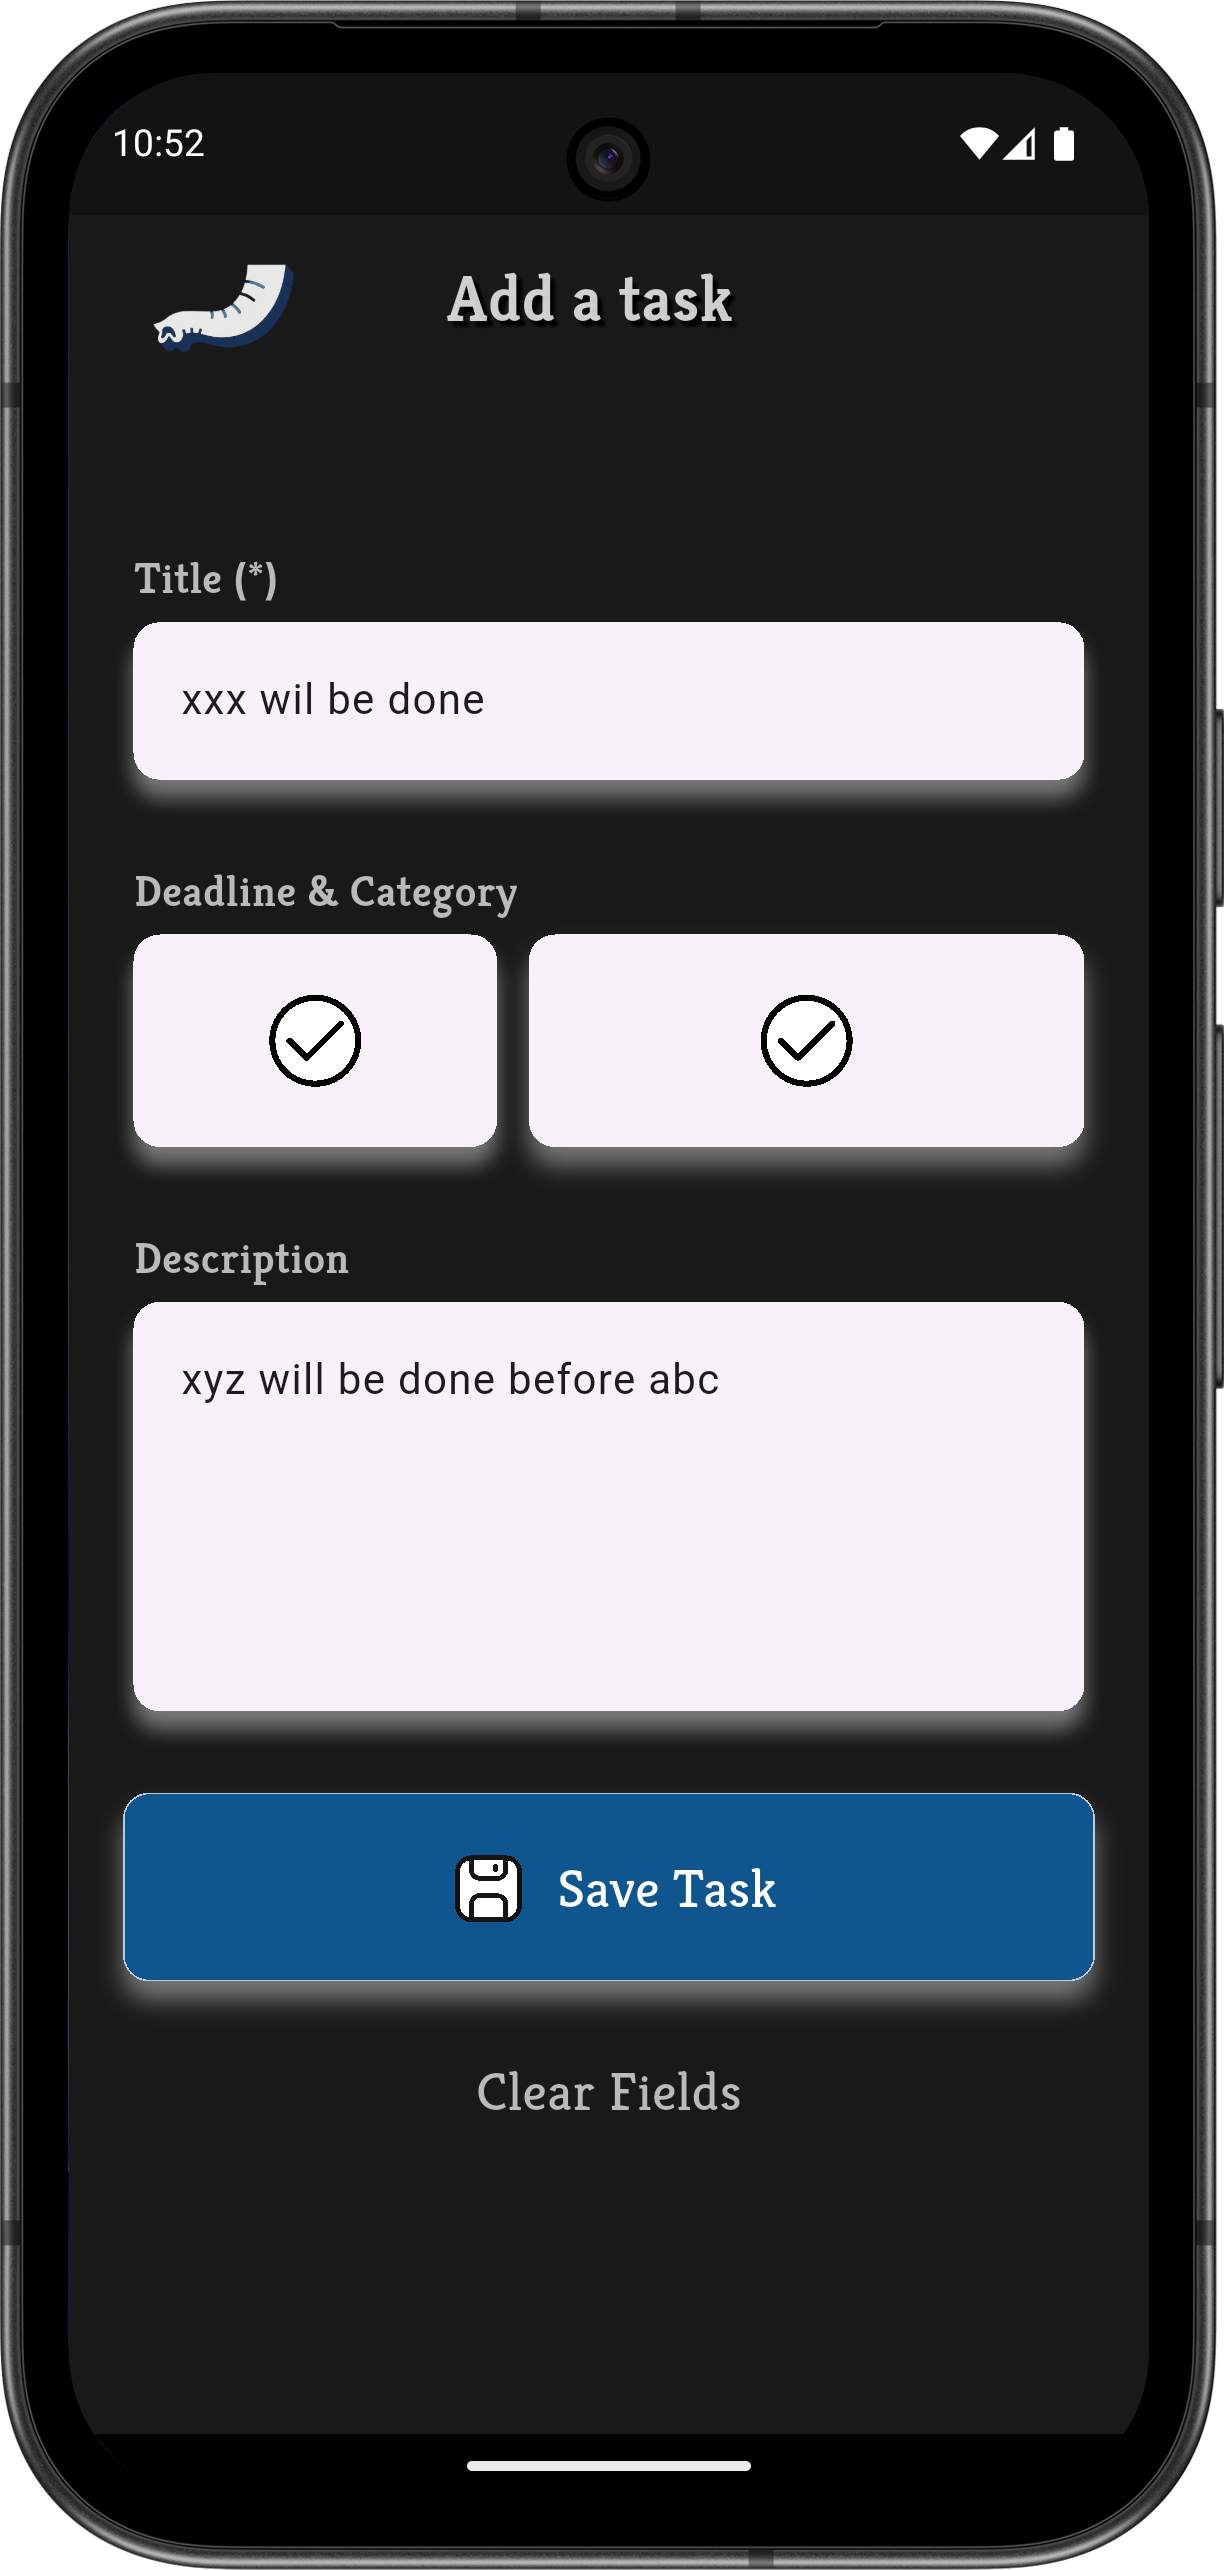 10:52
Add a task
Title (*)
xxx wil be done
Deadline & Category
Description
xyz will be done before abc
Save Task
Clear Fields